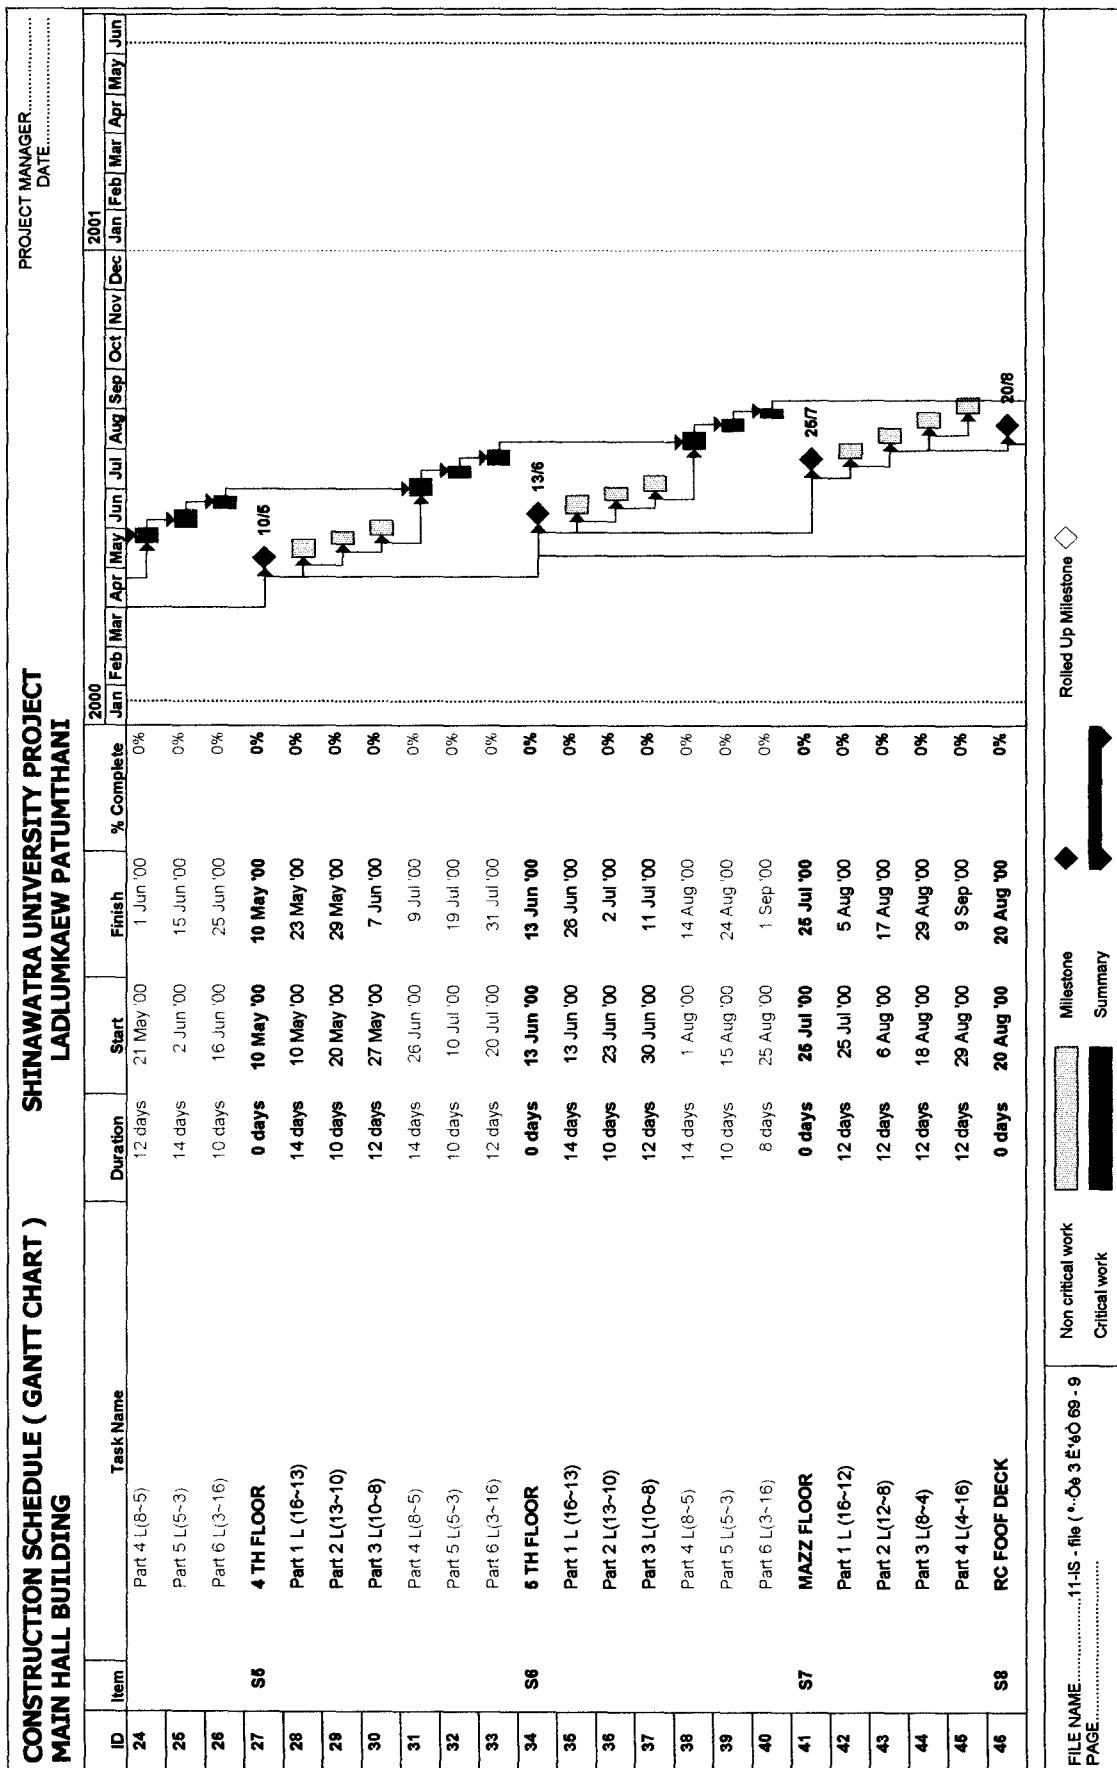 CONSTRUCTION SCHEDULE ( GANTT CHART ) SHINAWATRA UNIVERSITY PROJECT PROJECT MANAGER....................
MAIN HALL BUILDING LADLUMKAEW PATUMTHANI DATE....................
2000 2001
ID Item Task Name Duration Start Finish % Complete Jan Feb Mar Apr May Jun Jul Aug Sep Oct Nov Dec Jan Feb Mar Apr May Jun
24 Part 4 L(8~5) 12 days 21 May '00 1 Jun '00 0%
25 Part 5 L(5~3) 14 days 2 Jun '00 15 Jun '00 0%
26 Part 6 L(3~16) 10 days 16 Jun '00 25 Jun '00 0%
27 S5 4 TH FLOOR 0 days 10 May '00 10 May '00 0% 10/5
28 Part 1 L (16~13) 14 days 10 May '00 23 May '00 0%
29 Part 2 L(13~10) 10 days 20 May '00 29 May '00 0%
30 Part 3 L(10~8) 12 days 27 May '00 7 Jun '00 0%
31 Part 4 L(8~5) 14 days 26 Jun '00 9 Jul '00 0%
32 Part 5 L(5~3) 10 days 10 Jul '00 19 Jul '00 0%
33 Part 6 L(3~16) 12 days 20 Jul '00 31 Jul '00 0%
34 S6 5 TH FLOOR 0 days 13 Jun '00 13 Jun '00 0% 13/6
35 Part 1 L (16~13) 14 days 13 Jun '00 26 Jun '00 0%
36 Part 2 L(13~10) 10 days 23 Jun '00 2 Jul '00 0%
37 Part 3 L(10~8) 12 days 30 Jun '00 11 Jul '00 0%
38 Part 4 L(8~5) 14 days 1 Aug '00 14 Aug '00 0%
39 Part 5 L(5~3) 10 days 15 Aug '00 24 Aug '00 0%
40 Part 6 L(3~16) 8 days 25 Aug '00 1 Sep '00 0%
41 S7 MAZZ FLOOR 0 days 25 Jul '00 25 Jul '00 0% 25/7
42 Part 1 L (16~12) 12 days 25 Jul '00 5 Aug '00 0%
43 Part 2 L(12~8) 12 days 6 Aug '00 17 Aug '00 0%
44 Part 3 L(8~4) 12 days 18 Aug '00 29 Aug '00 0%
45 Part 4 L(4~16) 12 days 29 Aug '00 9 Sep '00 0%
46 S8 RC FOOF DECK 0 days 20 Aug '00 20 Aug '00 0% 20/8
FILE NAME............11-IS - file ( 3 69 - 9 Non critical work Milestone Rolled Up Milestone
PAGE.................... Critical work Summary